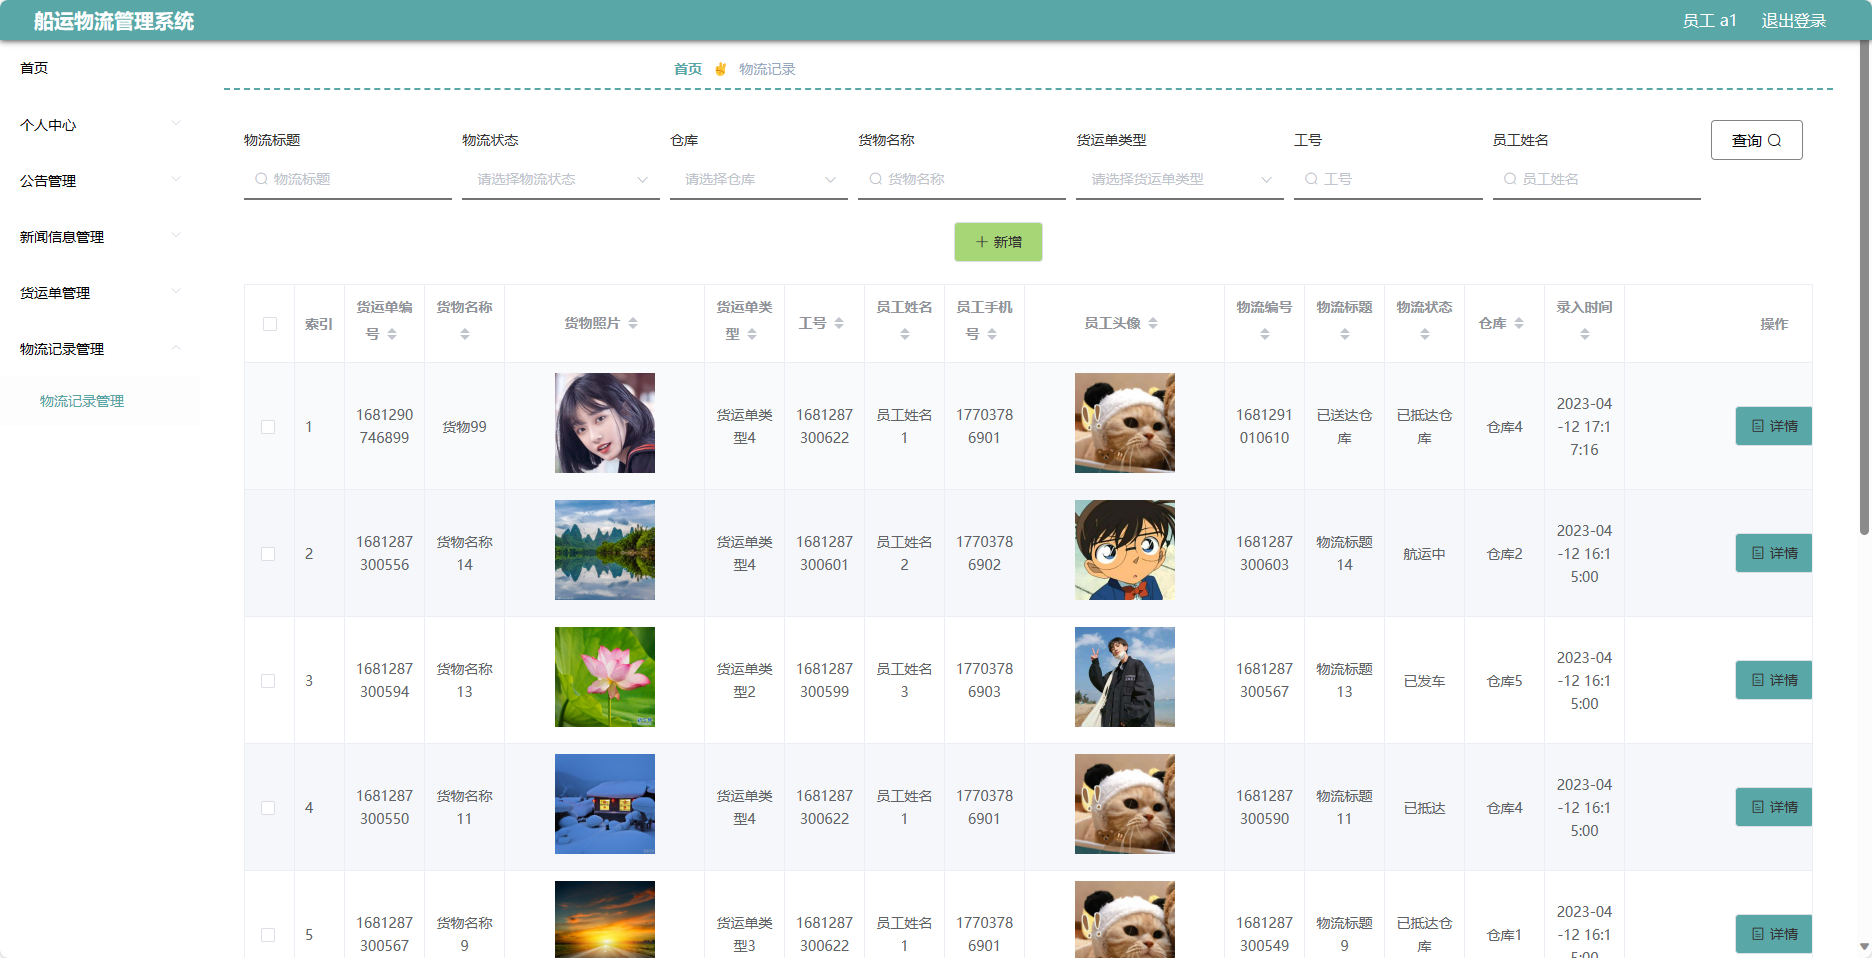 船运物流管理系统
员工 a1 退出登录
首页
个人中心
公告管理
新闻信息管理
货运单管理
物流记录管理
物流记录管理
首页 物流记录
物流标题 物流状态 仓库 货物名称 货运单类型 工号 员工姓名
查询
物流标题 请选择物流状态 请选择仓库 货物名称 请选择货运单类型 工号 员工姓名
新增
索引 货运单编号 货物名称 货物照片 货运单类型 工号 员工姓名 员工手机号 员工头像 物流编号 物流标题 物流状态 仓库 录入时间 操作
1 1681290746899 货物99 货运单类型4 1681287300622 员工姓名1 17703786901 1681291010610 已送达仓库 已抵达仓库 仓库4 2023-04-12 17:17:16 详情
2 1681287300556 货物名称14 货运单类型4 1681287300601 员工姓名2 17703786902 1681287300603 物流标题14 航运中 仓库2 2023-04-12 16:15:00 详情
3 1681287300594 货物名称13 货运单类型2 1681287300599 员工姓名3 17703786903 1681287300567 物流标题13 已发车 仓库5 2023-04-12 16:15:00 详情
4 1681287300550 货物名称11 货运单类型4 1681287300622 员工姓名1 17703786901 1681287300590 物流标题11 已抵达 仓库4 2023-04-12 16:15:00 详情
5 1681287300567 货物名称9 货运单类型3 1681287300622 员工姓名1 17703786901 1681287300549 物流标题9 已抵达仓库 仓库1 2023-04-12 16:15:00 详情